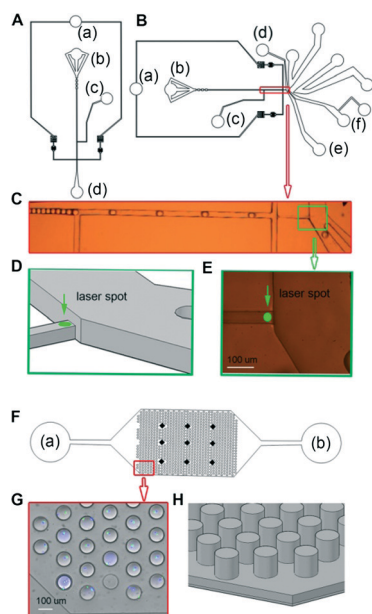 A
(a)
(b)
(c)
(d)
B
(a)
(b)
(c)
(d)
(e)
(f)
C
D
laser spot
E
laser spot
100 um
F
(a)
(b)
G
100 um
H